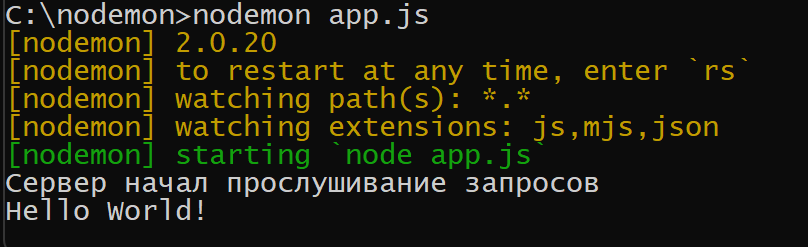 C:\nodemon>nodemon app.js
[nodemon] 2.0.20
[nodemon] to restart at any time, enter `rs`
[nodemon] watching path(s): *.*
[nodemon] watching extensions: js,mjs,json
[nodemon] starting `node app.js`
Сервер начал прослушивание запросов
Hello World!